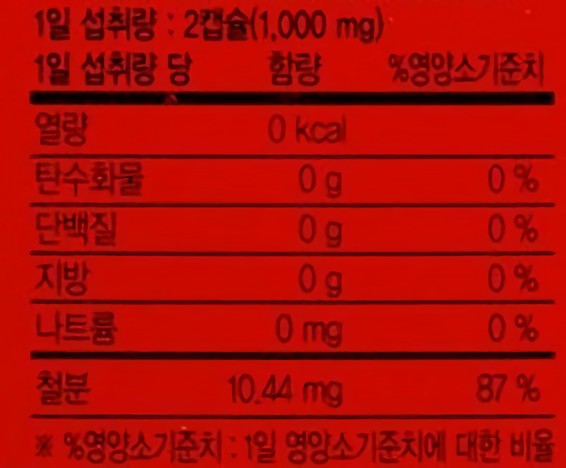 1일 섭취량 : 2캡슐(1,000 mg)
1일 섭취량 당 함량 %영양소기준치
열량 0 kcal
탄수화물 0 g 0 %
단백질 0 g 0 %
지방 0 g 0 %
나트륨 0 mg 0 %
철분 10.44 mg 87 %
※ %영양소기준치 : 1일 영양소기준치에 대한 비율